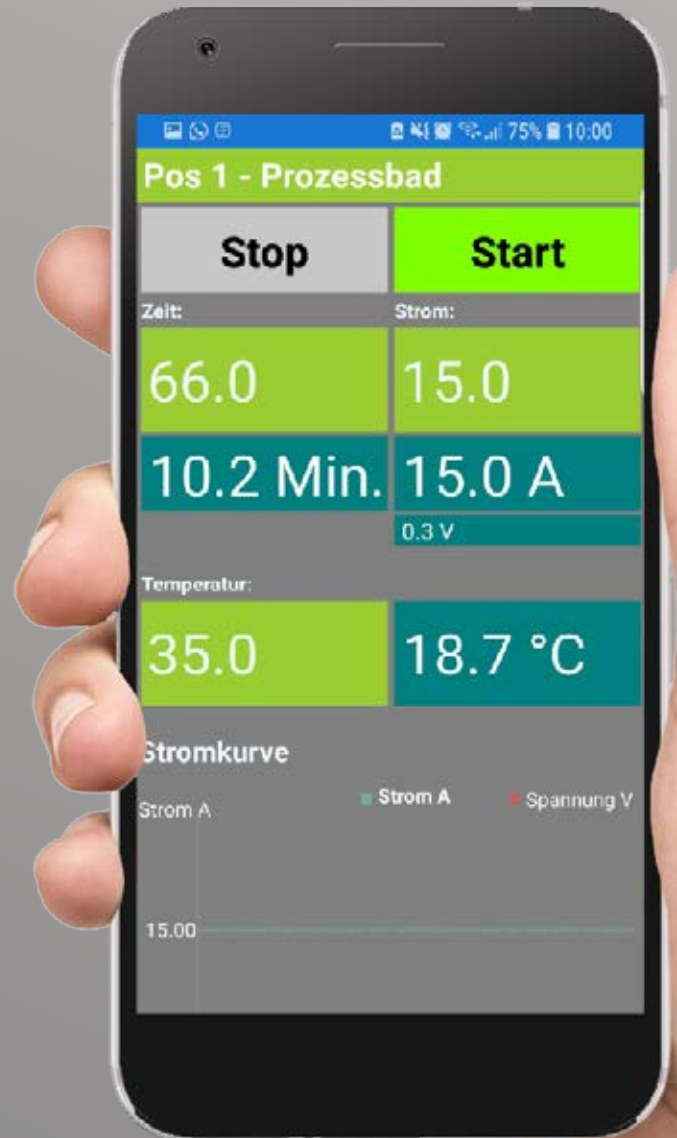 75% 10:00
Pos 1 - Prozessbad
Stop Start
Zeit: Strom:
66.0 15.0
10.2 Min. 15.0 A
0.3 V
Temperatur:
35.0 18.7 °C
Stromkurve
Strom A Strom A Spannung V
15.00